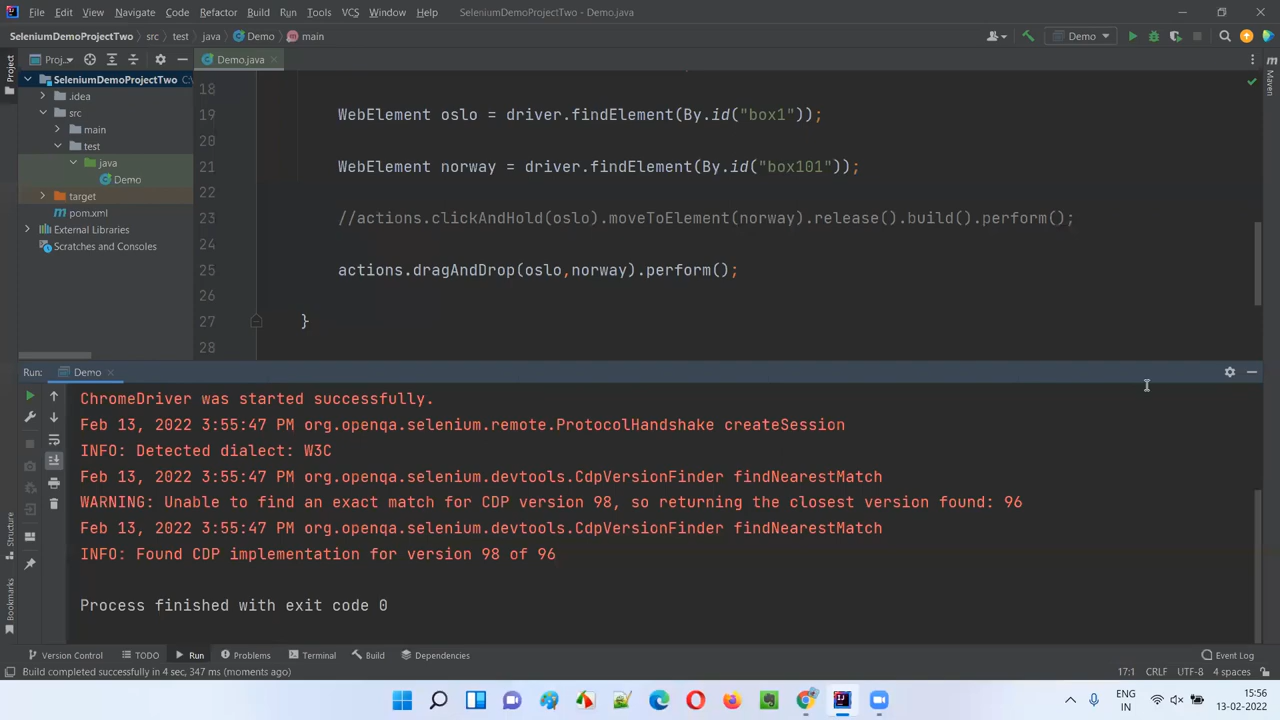 File Edit View Navigate Code Refactor Build Run Tools VCS Window Help SeleniumDemoProjectTwo - Demo.java
SeleniumDemoProjectTwo src test java Demo main Demo
Project
Proj..
Demo.java
Maven
SeleniumDemoProjectTwo C:\
.idea
src
main
test
java
Demo
target
pom.xml
External Libraries
Scratches and Consoles
18
19 WebElement oslo = driver.findElement(By.id("box1"));
20
21 WebElement norway = driver.findElement(By.id("box101"));
22
23 //actions.clickAndHold(oslo).moveToElement(norway).release().build().perform();
24
25 actions.dragAndDrop(oslo,norway).perform();
26
27 }
28
Run: Demo
ChromeDriver was started successfully.
Feb 13, 2022 3:55:47 PM org.openqa.selenium.remote.ProtocolHandshake createSession
INFO: Detected dialect: W3C
Feb 13, 2022 3:55:47 PM org.openqa.selenium.devtools.CdpVersionFinder findNearestMatch
WARNING: Unable to find an exact match for CDP version 98, so returning the closest version found: 96
Feb 13, 2022 3:55:47 PM org.openqa.selenium.devtools.CdpVersionFinder findNearestMatch
INFO: Found CDP implementation for version 98 of 96
Process finished with exit code 0
Structure
Bookmarks
Version Control TODO Run Problems Terminal Build Dependencies Event Log
Build completed successfully in 4 sec, 347 ms (moments ago) 17:1 CRLF UTF-8 4 spaces
ENG
IN
15:56
13-02-2022